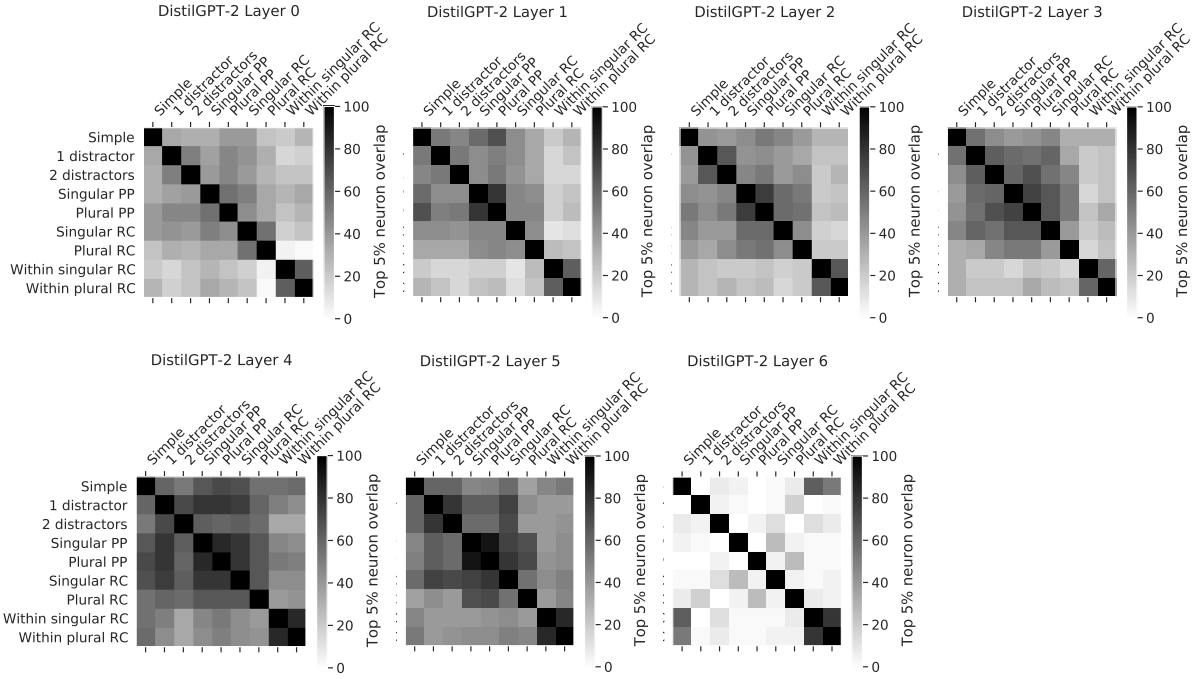 DistilGPT-2 Layer 0
Simple
1 distractor
2 distractors
Singular PP
Plural PP
Singular RC
Plural RC
Within singular RC
Within plural RC
Simple
1 distractor
2 distractors
Singular PP
Plural PP
Singular RC
Plural RC
Within singular RC
Within plural RC
100
80
60
40
20
0
Top 5% neuron overlap
DistilGPT-2 Layer 1
Simple
1 distractor
2 distractors
Singular PP
Plural PP
Singular RC
Plural RC
Within singular RC
Within plural RC
100
80
60
40
20
0
Top 5% neuron overlap
DistilGPT-2 Layer 2
Simple
1 distractor
2 distractors
Singular PP
Plural PP
Singular RC
Plural RC
Within singular RC
Within plural RC
100
80
60
40
20
0
Top 5% neuron overlap
DistilGPT-2 Layer 3
Simple
1 distractor
2 distractors
Singular PP
Plural PP
Singular RC
Plural RC
Within singular RC
Within plural RC
100
80
60
40
20
0
Top 5% neuron overlap
DistilGPT-2 Layer 4
Simple
1 distractor
2 distractors
Singular PP
Plural PP
Singular RC
Plural RC
Within singular RC
Within plural RC
Simple
1 distractor
2 distractors
Singular PP
Plural PP
Singular RC
Plural RC
Within singular RC
Within plural RC
100
80
60
40
20
0
Top 5% neuron overlap
DistilGPT-2 Layer 5
Simple
1 distractor
2 distractors
Singular PP
Plural PP
Singular RC
Plural RC
Within singular RC
Within plural RC
100
80
60
40
20
0
Top 5% neuron overlap
DistilGPT-2 Layer 6
Simple
1 distractor
2 distractors
Singular PP
Plural PP
Singular RC
Plural RC
Within singular RC
Within plural RC
100
80
60
40
20
0
Top 5% neuron overlap